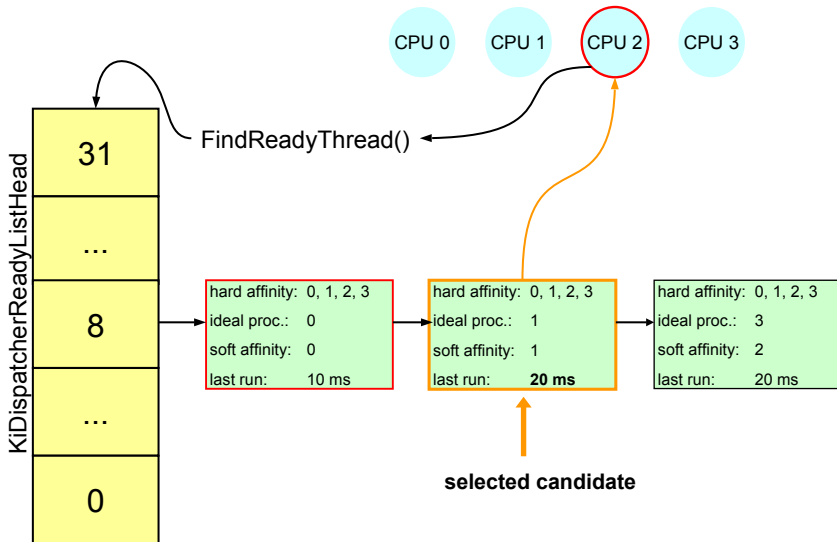 CPU 0
CPU 1
CPU 2
CPU 3
FindReadyThread()
KiDispatcherReadyListHead
31
...
8
...
0
hard affinity: 0, 1, 2, 3
ideal proc.: 0
soft affinity: 0
last run: 10 ms
hard affinity: 0, 1, 2, 3
ideal proc.: 1
soft affinity: 1
last run: 20 ms
hard affinity: 0, 1, 2, 3
ideal proc.: 3
soft affinity: 2
last run: 20 ms
selected candidate